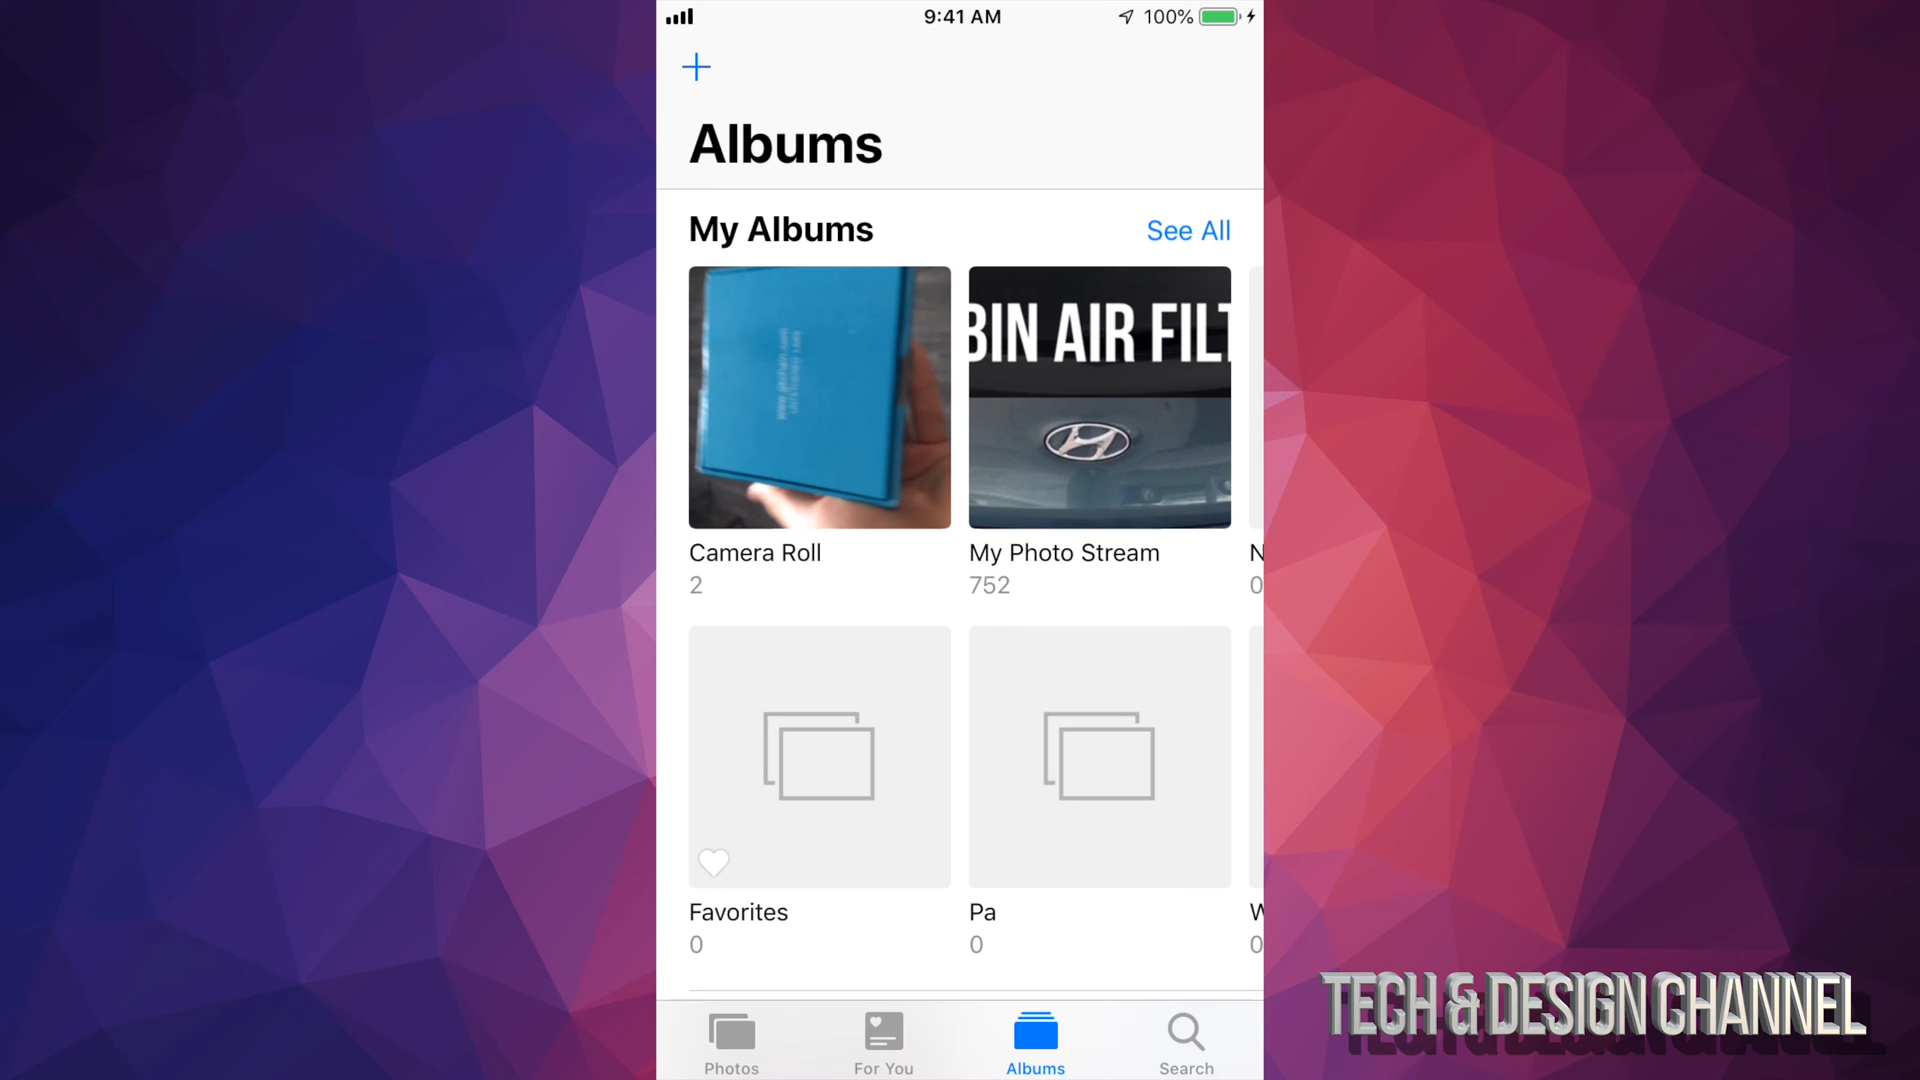 9:41 AM
100%
Albums
My Albums
See All
BIN AIR FILT
Camera Roll
2
My Photo Stream
752
N
0
Favorites
0
Pa
0
W
0
Photos
For You
Albums
Search
TECH & DESIGN CHANNEL